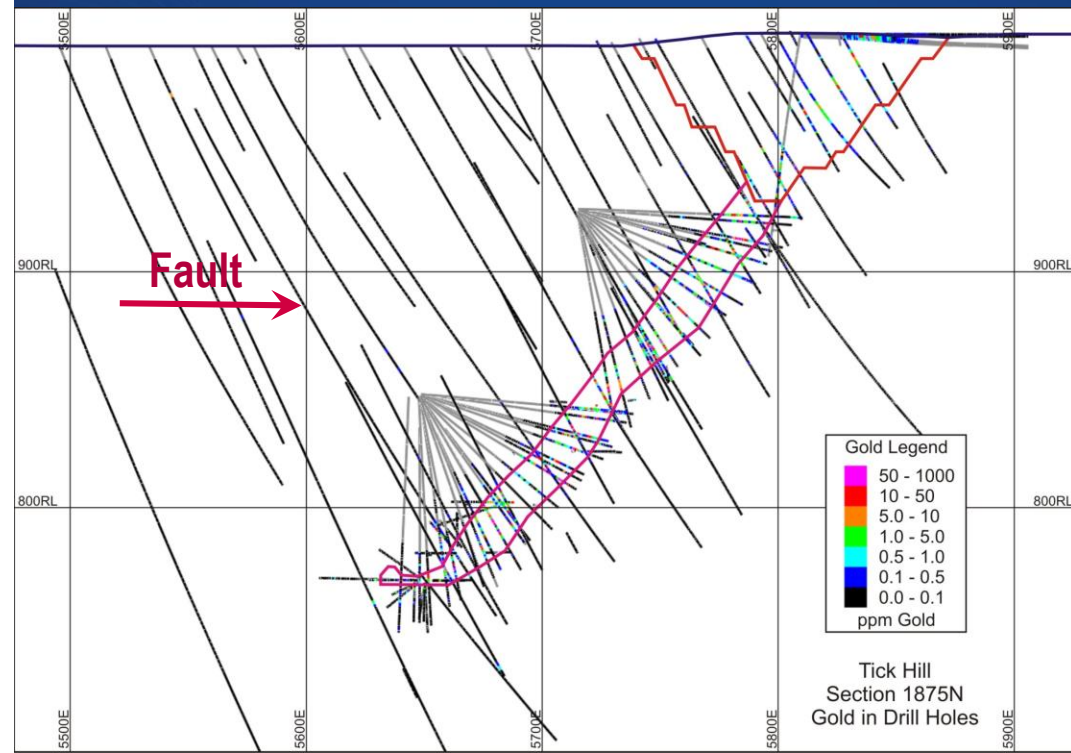 5500E
5600E
5700E
5800E
5900E
Fault
900RL
900RL
800RL
800RL
Gold Legend
50 - 1000
10 - 50
5.0 - 10
1.0 - 5.0
0.5 - 1.0
0.1 - 0.5
0.0 - 0.1
ppm Gold
Tick Hill
Section 1875N
Gold in Drill Holes
5500E
5600E
5700E
5800E
5900E